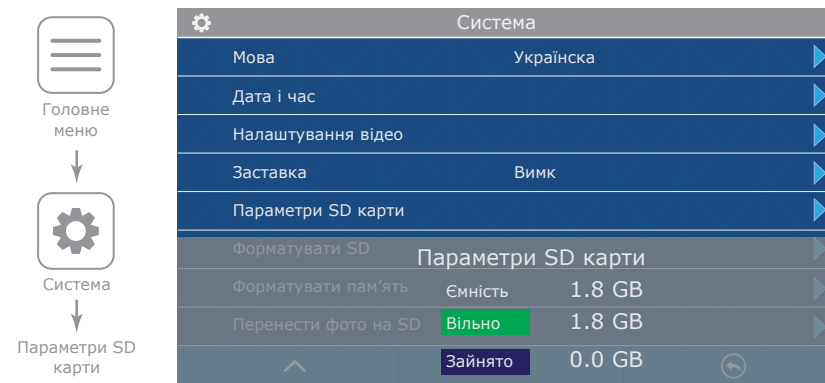 Головне
меню
Система
Параметри SD
карти
Система
Мова Українска
Дата і час
Налаштування відео
Заставка Вимк
Параметри SD карти
Форматувати SD
Форматувати пам'ять
Перенести фото на SD
Параметри SD карти
Ємність 1.8 GB
Вільно 1.8 GB
Зайнято 0.0 GB